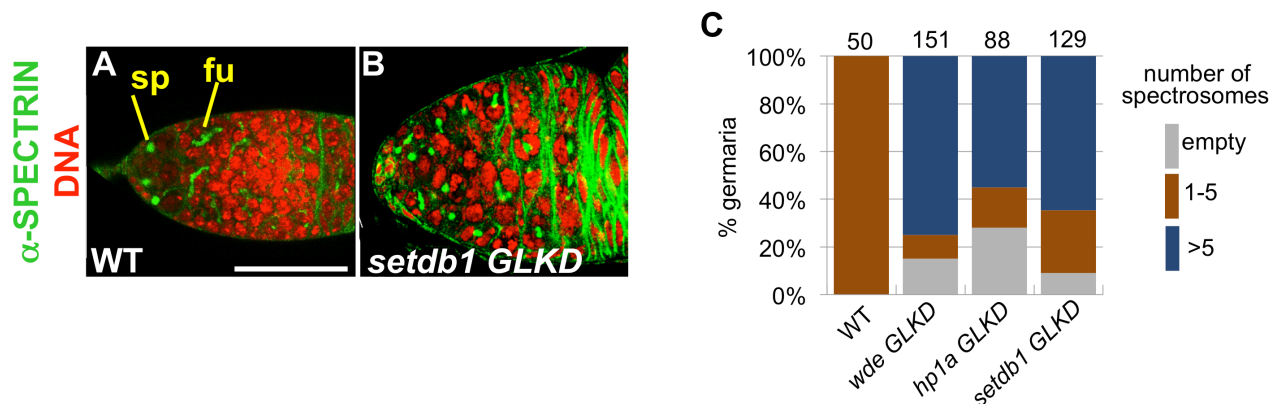 α-SPECTRIN
DNA
A
sp
fu
WT
B
setdb1 GLKD
C
50 151 88 129
100%
80%
60%
40%
20%
0%
% germaria
WT
wde GLKD
hp1a GLKD
setdb1 GLKD
number of
spectrosomes
empty
1-5
>5